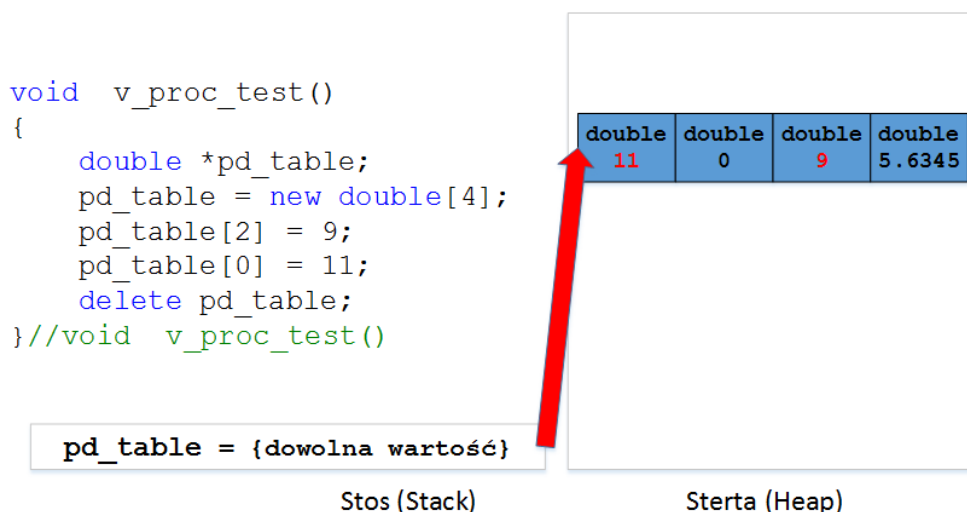 void  v_proc_test()
{
    double *pd_table;
    pd_table = new double[4];
    pd_table[2] = 9;
    pd_table[0] = 11;
    delete pd_table;
}//void  v_proc_test()
double double double double
11 0 9 5.6345
pd_table = {dowolna wartość}
Stos (Stack)
Sterta (Heap)